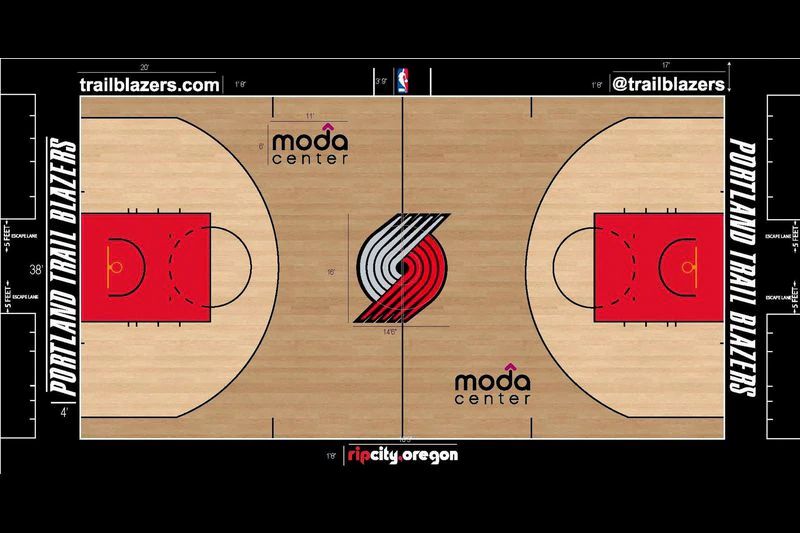 20'
trailblazers.com
1'8"
3'9"
17'
1'8"
@trailblazers
11'
6'
moda
center
PORTLAND TRAIL BLAZERS
PORTLAND TRAIL BLAZERS
5 FEET
ESCAPE LANE
5 FEET
ESCAPE LANE
38'
4'
16'
14'6"
5 FEET
ESCAPE LANE
5 FEET
ESCAPE LANE
moda
center
1'8"
ripcity.oregon